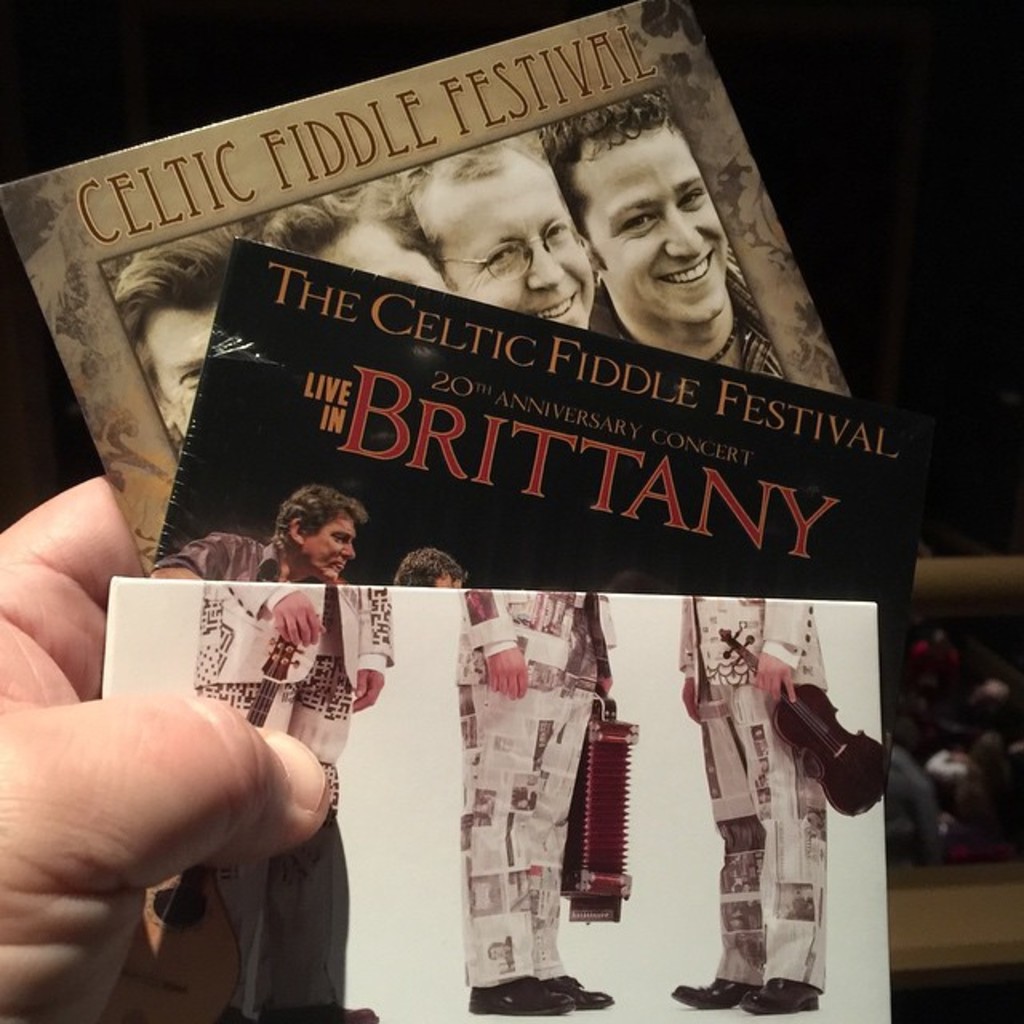 CELTIC FIDDLE FESTIVAL
THE CELTIC FIDDLE FESTIVAL
20TH ANNIVERSARY CONCERT
LIVE IN BRITTANY